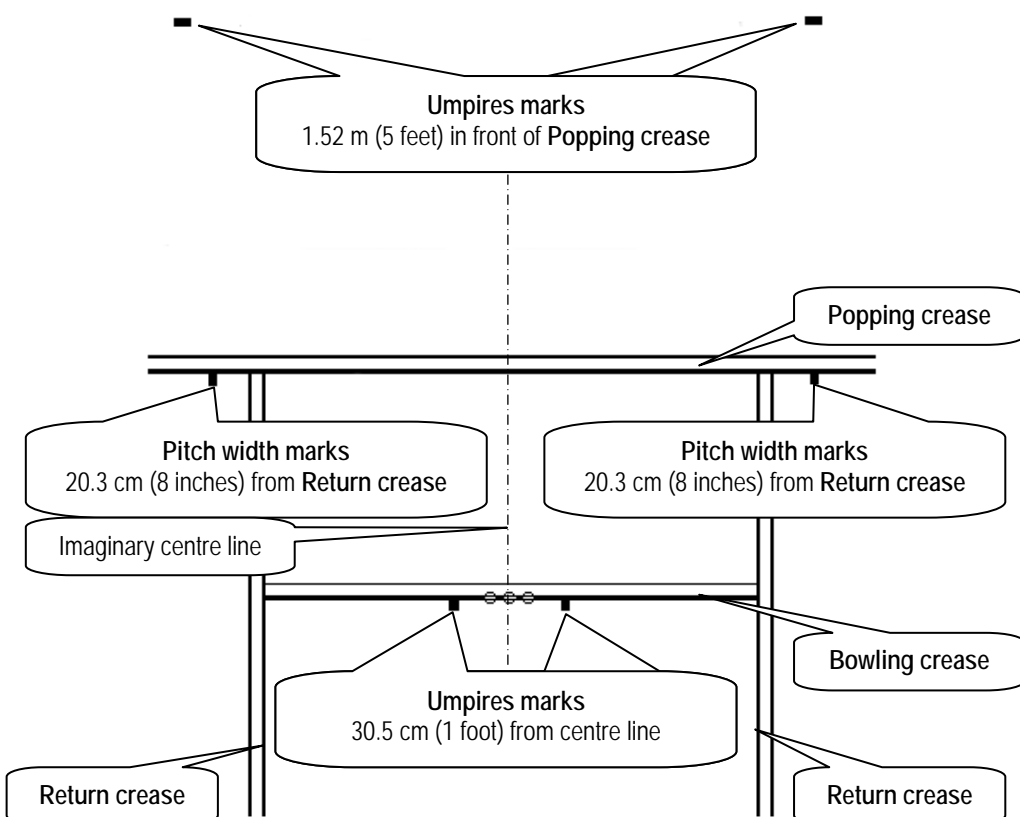 Umpires marks
1.52 m (5 feet) in front of Popping crease
Popping crease
Pitch width marks
20.3 cm (8 inches) from Return crease
Pitch width marks
20.3 cm (8 inches) from Return crease
Imaginary centre line
Bowling crease
Umpires marks
30.5 cm (1 foot) from centre line
Return crease
Return crease